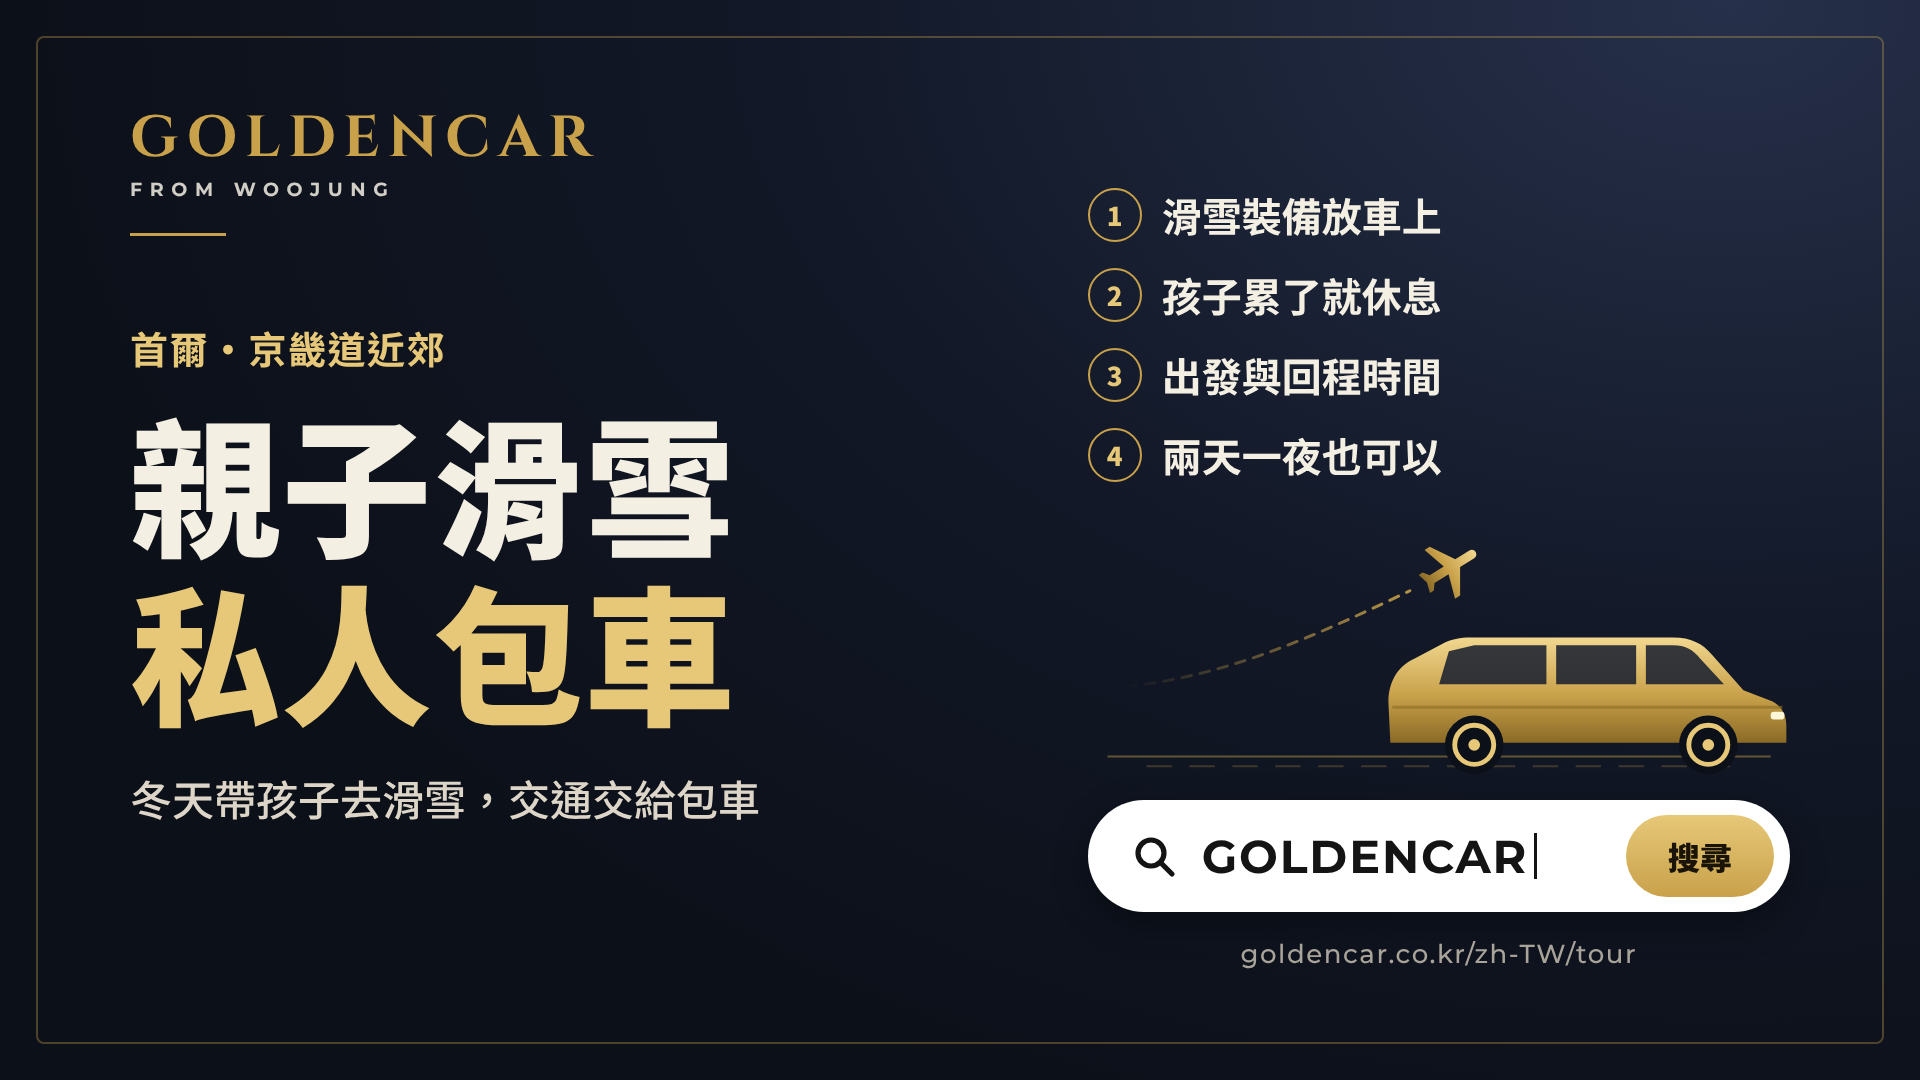 GOLDENCAR
FROM WOOJUNG
首爾・京畿道近郊
親子滑雪
私人包車
冬天帶孩子去滑雪，交通交給包車
1 滑雪裝備放車上
2 孩子累了就休息
3 出發與回程時間
4 兩天一夜也可以
GOLDENCAR 搜尋
goldencar.co.kr/zh-TW/tour